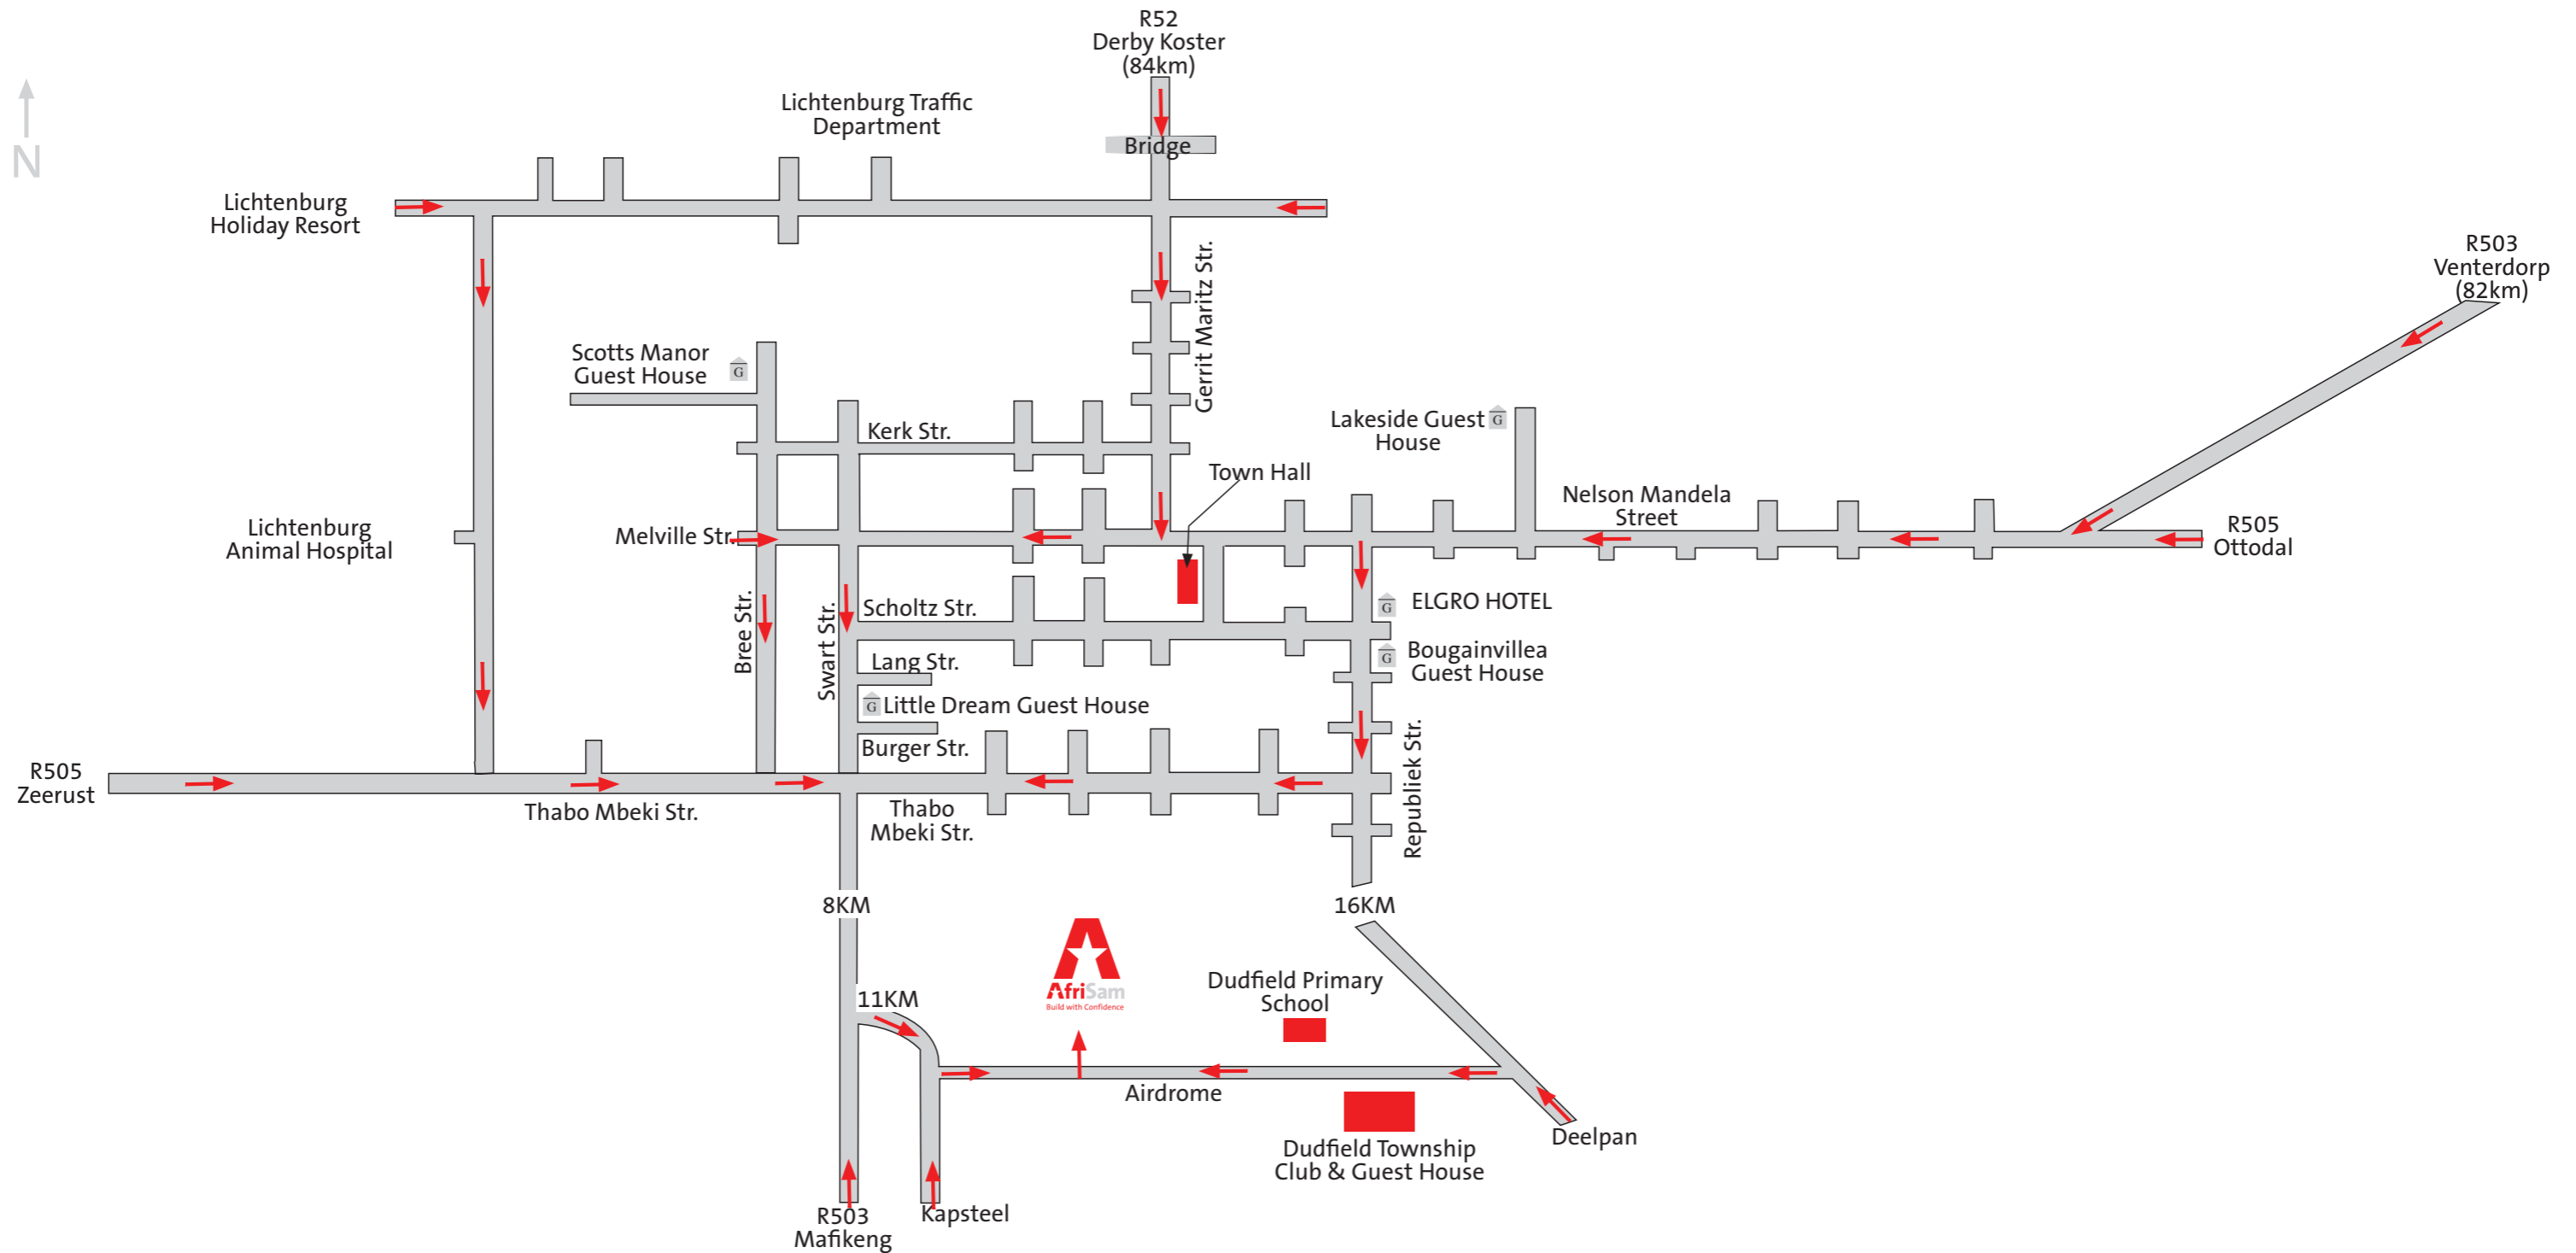 R52
Derby Koster
(84km)
Lichtenburg Traffic
Department
Bridge
N
Lichtenburg
Holiday Resort
Gerrit Maritz Str.
R503
Venterdorp
(82km)
Scotts Manor
Guest House
G
Kerk Str.
Lakeside Guest
House
G
Town Hall
Nelson Mandela
Street
Lichtenburg
Animal Hospital
Melville Str.
R505
Ottodal
Bree Str.
Swart Str.
Scholtz Str.
G
ELGRO HOTEL
Lang Str.
G
Bougainvillea
Guest House
G
Little Dream Guest House
Burger Str.
Republiek Str.
R505
Zeerust
Thabo Mbeki Str.
Thabo
Mbeki Str.
8KM
16KM
AfriSam
Build with Confidence
11KM
Dudfield Primary
School
Airdrome
Deelpan
Dudfield Township
Club & Guest House
R503
Mafikeng
Kapsteel